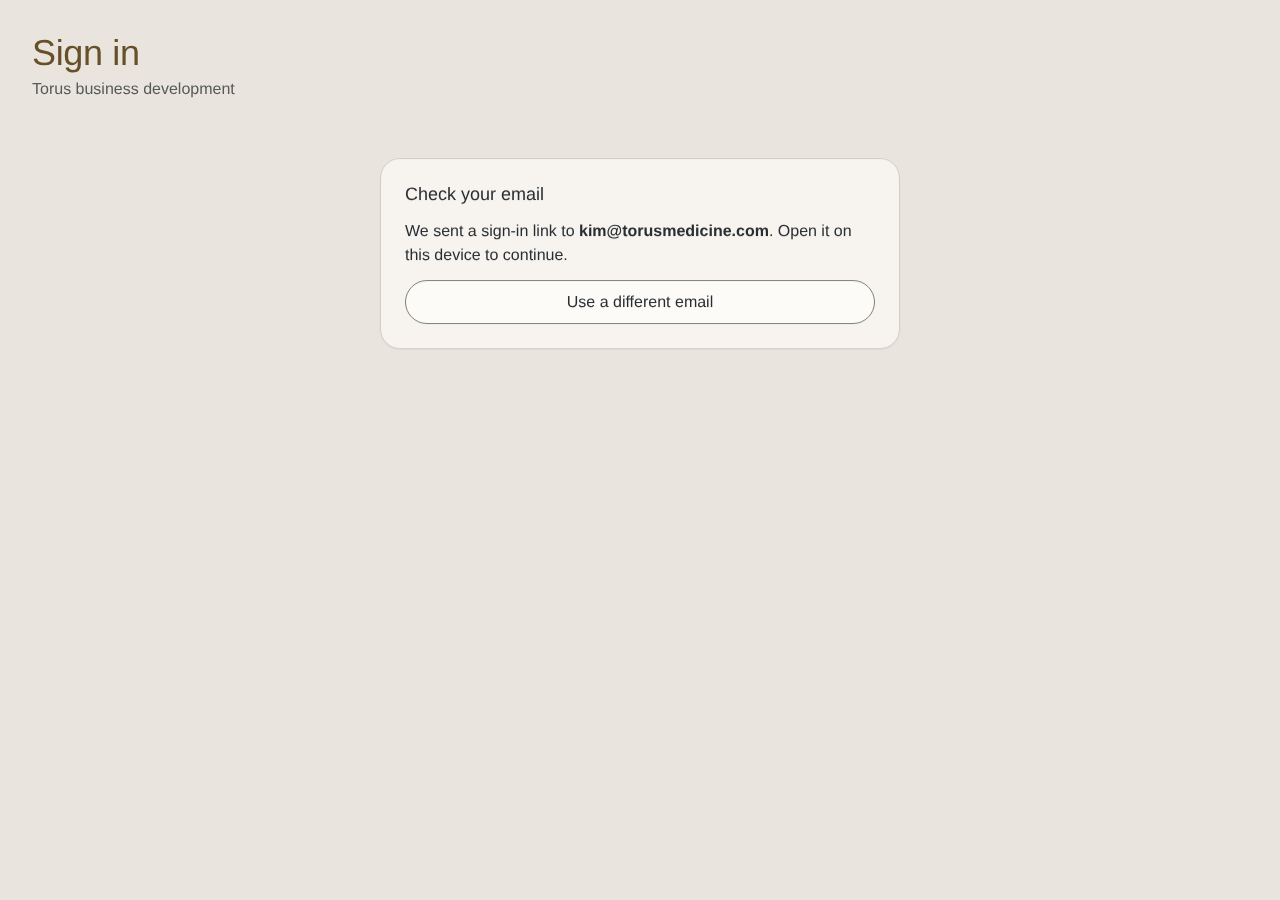 Sign in
Torus business development
Check your email
We sent a sign-in link to kim@torusmedicine.com. Open it on
this device to continue.
Use a different email